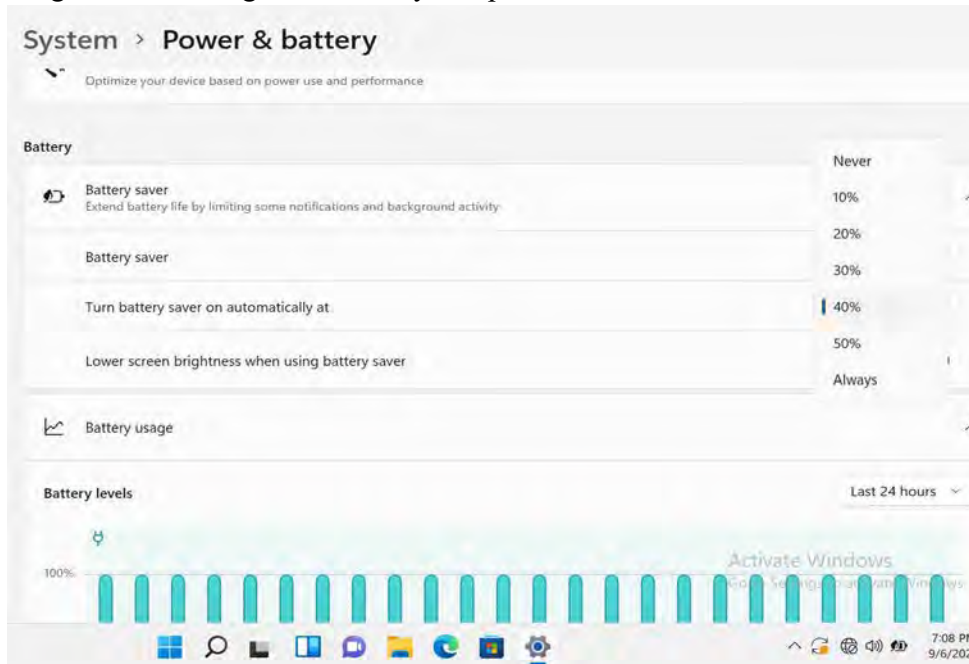 System > Power & battery
Optimize your device based on power use and performance
Battery
Never
Battery saver
Extend battery life by limiting some notifications and background activity
10%
20%
Battery saver
30%
Turn battery saver on automatically at
40%
50%
Lower screen brightness when using battery saver
Always
Battery usage
Battery levels
Last 24 hours
Activate Windows
100%
7:08 PM
9/6/202